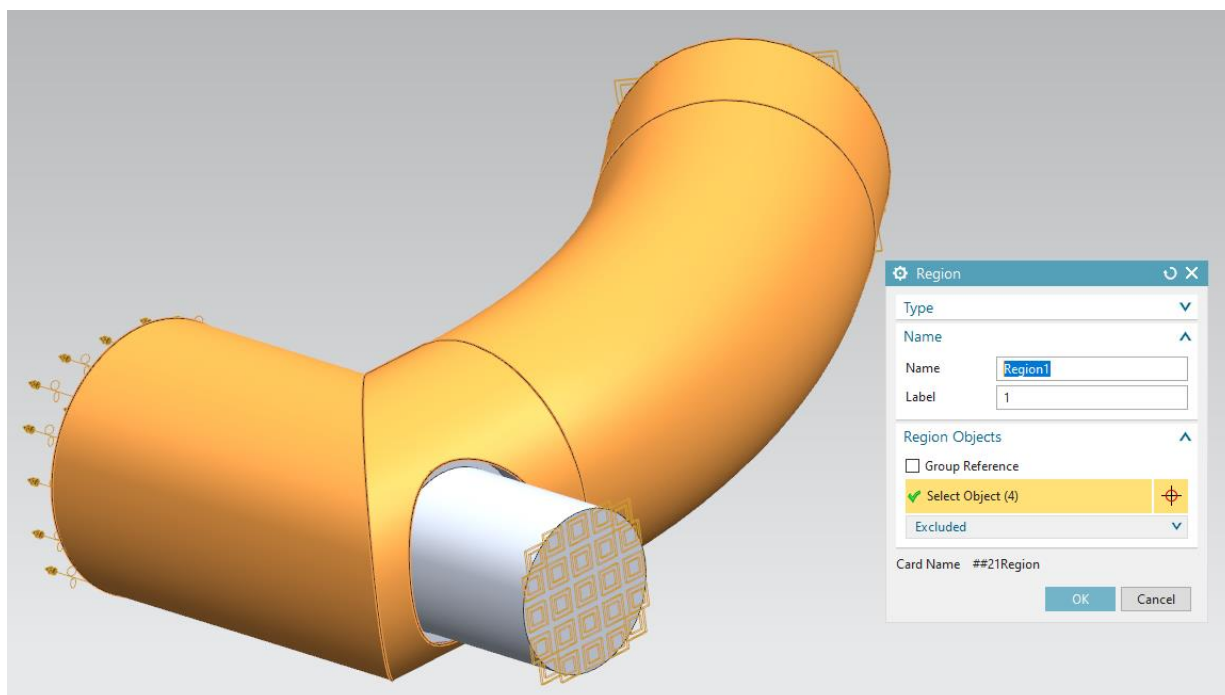 Region
Type
Name
Name Region1
Label 1
Region Objects
Group Reference
Select Object (4)
Excluded
Card Name ##21Region
OK Cancel